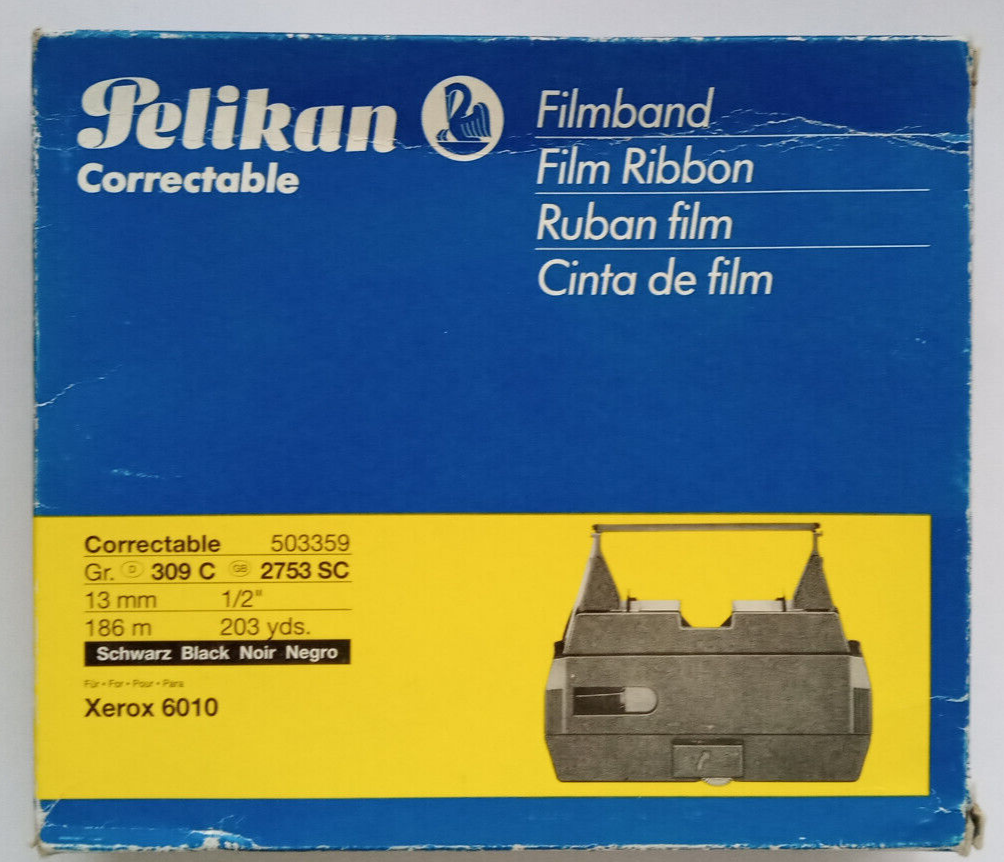 Pelikan
Correctable
Filmband
Film Ribbon
Ruban film
Cinta de film
Correctable 503359
Gr. D 309 C GB 2753 SC
13 mm 1/2"
186 m 203 yds.
Schwarz Black Noir Negro
Für • For • Pour • Para
Xerox 6010